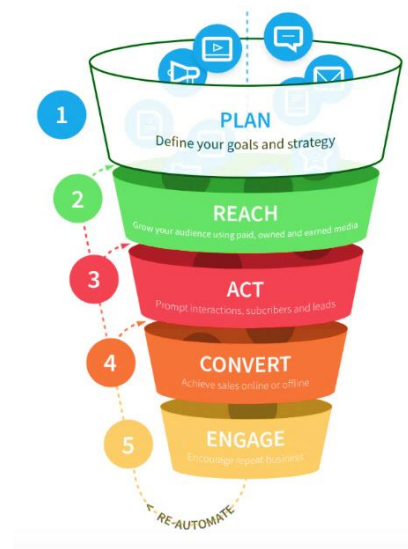 1
PLAN
Define your goals and strategy
2
REACH
Grow your audience using paid, owned and earned media
3
ACT
Prompt interactions, subcribers and leads
4
CONVERT
Achieve sales online or offline
5
ENGAGE
Encourage repeat business
RE-AUTOMATE